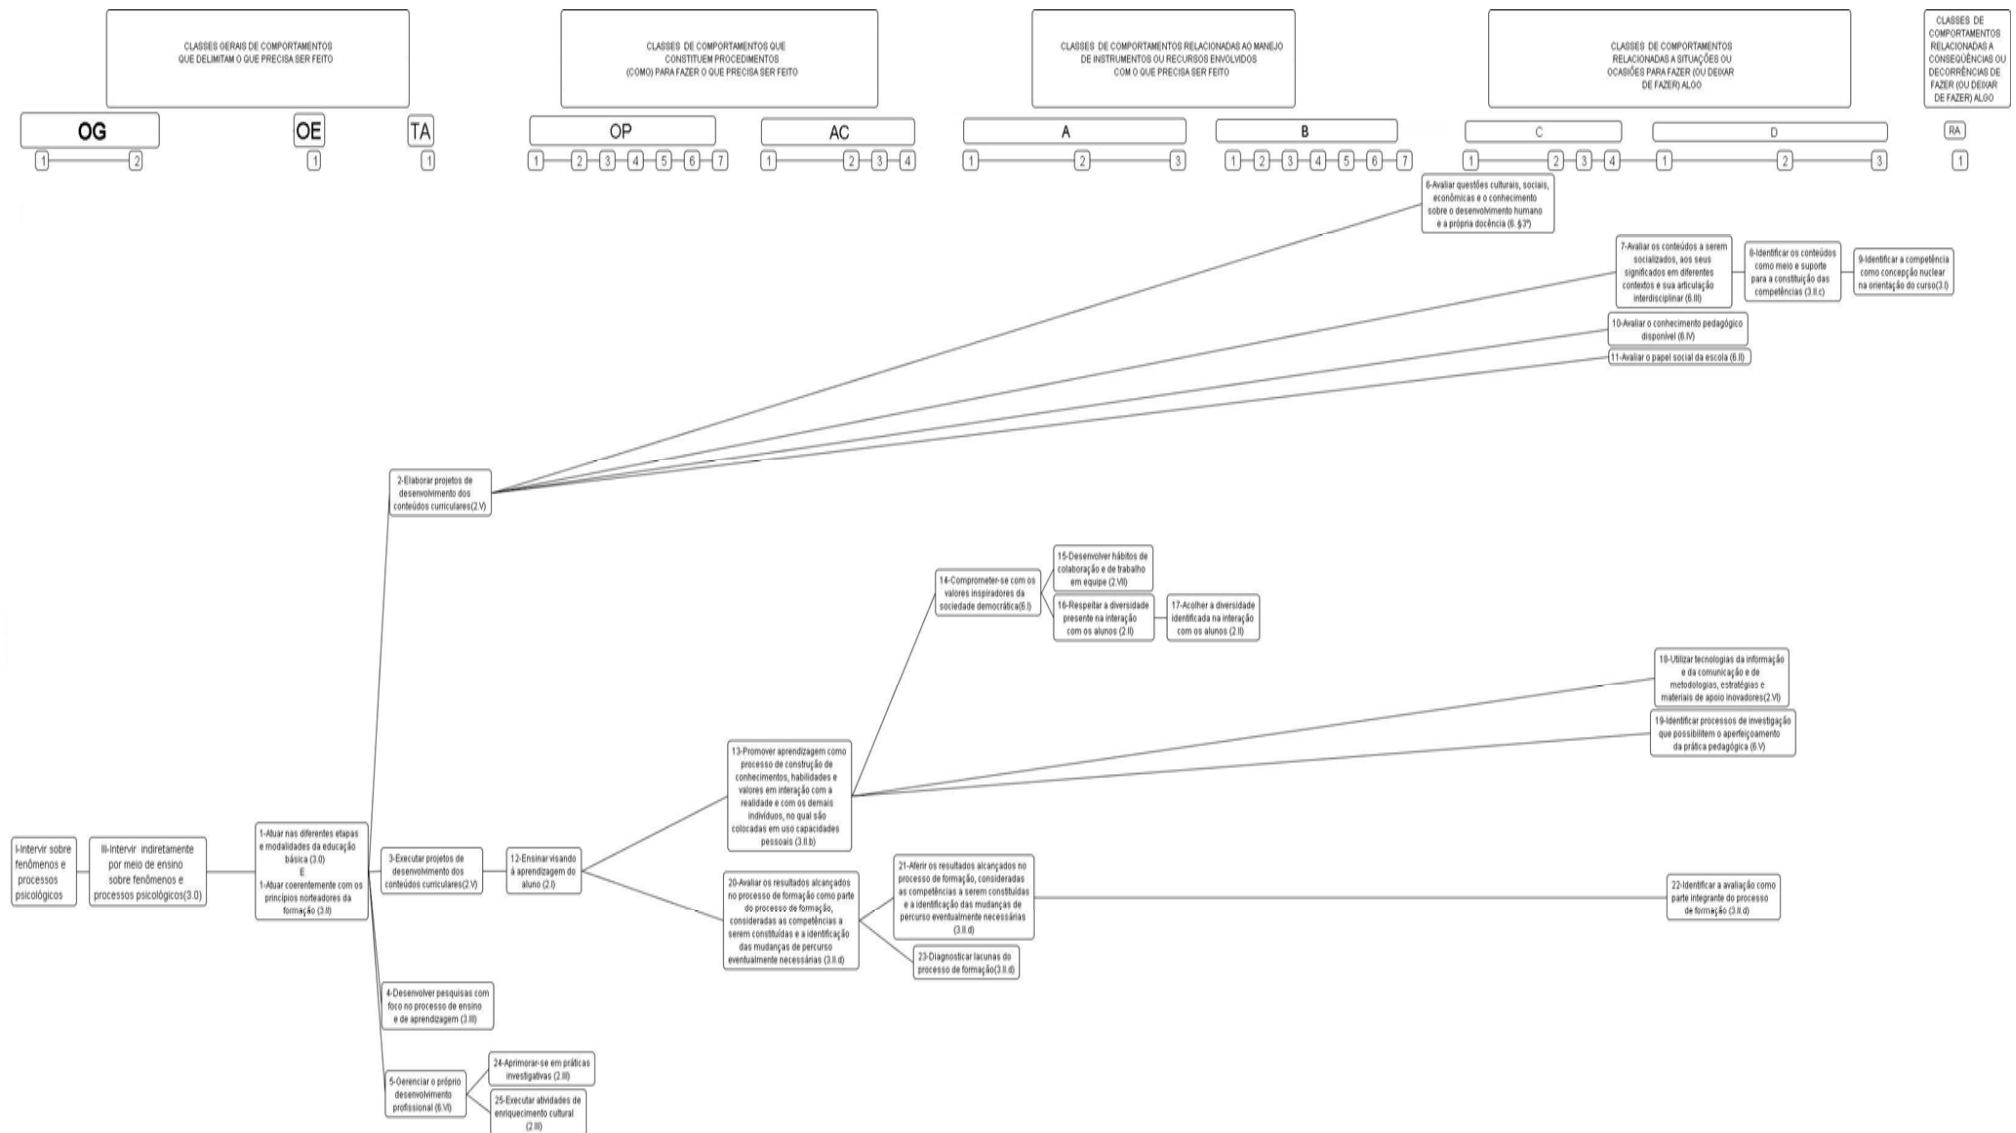 CLASSES GERAIS DE COMPORTAMENTOS
QUE DELIMITAM O QUE PRECISA SER FEITO
CLASSES DE COMPORTAMENTOS QUE
CONSTITUEM PROCEDIMENTOS
(COMO) PARA FAZER O QUE PRECISA SER FEITO
CLASSES DE COMPORTAMENTOS RELACIONADAS AO MANEJO
DE INSTRUMENTOS OU RECURSOS ENVOLVIDOS
COM O QUE PRECISA SER FEITO
CLASSES DE COMPORTAMENTOS
RELACIONADAS A SITUAÇÕES OU
OCASIÕES PARA FAZER (OU DEIXAR
DE FAZER) ALGO
CLASSES DE
COMPORTAMENTOS
RELACIONADAS A
CONSEQÜÊNCIAS OU
DECORRÊNCIAS DE
FAZER (OU DEIXAR
DE FAZER) ALGO
OG
OE
TA
OP
AC
A
B
C
D
RA
1 2
1
1
1 2 3 4 5 6 7
1 2 3 4
1 2 3
1 2 3 4 5 6 7
1 2 3 4
1 2 3
1
6-Avaliar questões culturais, sociais,
econômicas e o conhecimento
sobre o desenvolvimento humano
e a própria docência (6. §3º)
7-Avaliar os conteúdos a serem
socializados, aos seus
significados em diferentes
contextos e sua articulação
interdisciplinar (6.III)
8-Identificar os conteúdos
como meio e suporte
para a constituição das
competências (3.II.c)
9-Identificar a competência
como concepção nuclear
na orientação do curso(3.I)
10-Avaliar o conhecimento pedagógico
disponível (6.IV)
11-Avaliar o papel social da escola (6.II)
2-Elaborar projetos de
desenvolvimento dos
conteúdos curriculares(2.V)
14-Comprometer-se com os
valores inspiradores da
sociedade democrática(6.I)
15-Desenvolver hábitos de
colaboração e de trabalho
em equipe (2.VII)
16-Respeitar a diversidade
presente na interação
com os alunos (2.II)
17-Acolher a diversidade
identificada na interação
com os alunos (2.II)
18-Utilizar tecnologias da informação
e da comunicação e de
metodologias, estratégias e
materiais de apoio inovadores(2.VI)
19-Identificar processos de investigação
que possibilitem o aperfeiçoamento
da prática pedagógica (6.V)
13-Promover aprendizagem como
processo de construção de
conhecimentos, habilidades e
valores em interação com a
realidade e com os demais
indivíduos, no qual são
colocadas em uso capacidades
pessoais (3.II.b)
I-Intervir sobre
fenômenos e
processos
psicológicos
III-Intervir indiretamente
por meio de ensino
sobre fenômenos e
processos psicológicos(3.0)
1-Atuar nas diferentes etapas
e modalidades da educação
básica (3.0)
E
1-Atuar coerentemente com os
princípios norteadores da
formação (3.II)
3-Executar projetos de
desenvolvimento dos
conteúdos curriculares(2.V)
12-Ensinar visando
à aprendizagem do
aluno (2.I)
20-Avaliar os resultados alcançados
no processo de formação como parte
do processo de formação,
consideradas as competências a
serem constituídas e a identificação
das mudanças de percurso
eventualmente necessárias (3.II.d)
21-Aferir os resultados alcançados no
processo de formação, consideradas
as competências a serem constituídas
e a identificação das mudanças de
percurso eventualmente necessárias
(3.II.d)
22-Identificar a avaliação como
parte integrante do processo
de formação (3.II.d)
23-Diagnosticar lacunas do
processo de formação(3.II.d)
4-Desenvolver pesquisas com
foco no processo de ensino
e de aprendizagem (3.III)
5-Gerenciar o próprio
desenvolvimento
profissional (6.VI)
24-Aprimorar-se em práticas
investigativas (2.III)
25-Executar atividades de
enriquecimento cultural
(2.III)